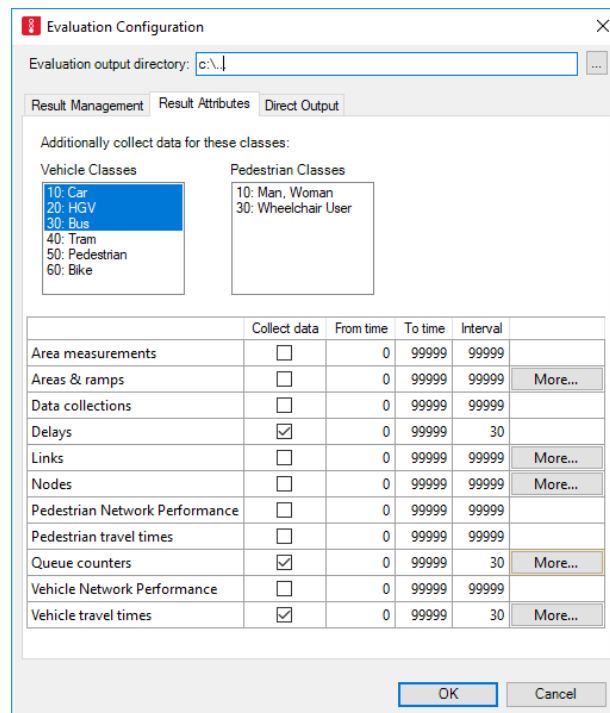 Evaluation Configuration
Evaluation output directory: c:\..
...
Result Management Result Attributes Direct Output
Additionally collect data for these classes:
Vehicle Classes Pedestrian Classes
10: Car 10: Man, Woman
20: HGV 30: Wheelchair User
30: Bus
40: Tram
50: Pedestrian
60: Bike
Collect data From time To time Interval
Area measurements 0 99999 99999
Areas & ramps 0 99999 99999 More...
Data collections 0 99999 99999
Delays 0 99999 30
Links 0 99999 99999 More...
Nodes 0 99999 99999 More...
Pedestrian Network Performance 0 99999 99999
Pedestrian travel times 0 99999 99999
Queue counters 0 99999 30 More...
Vehicle Network Performance 0 99999 99999
Vehicle travel times 0 99999 30 More...
OK Cancel